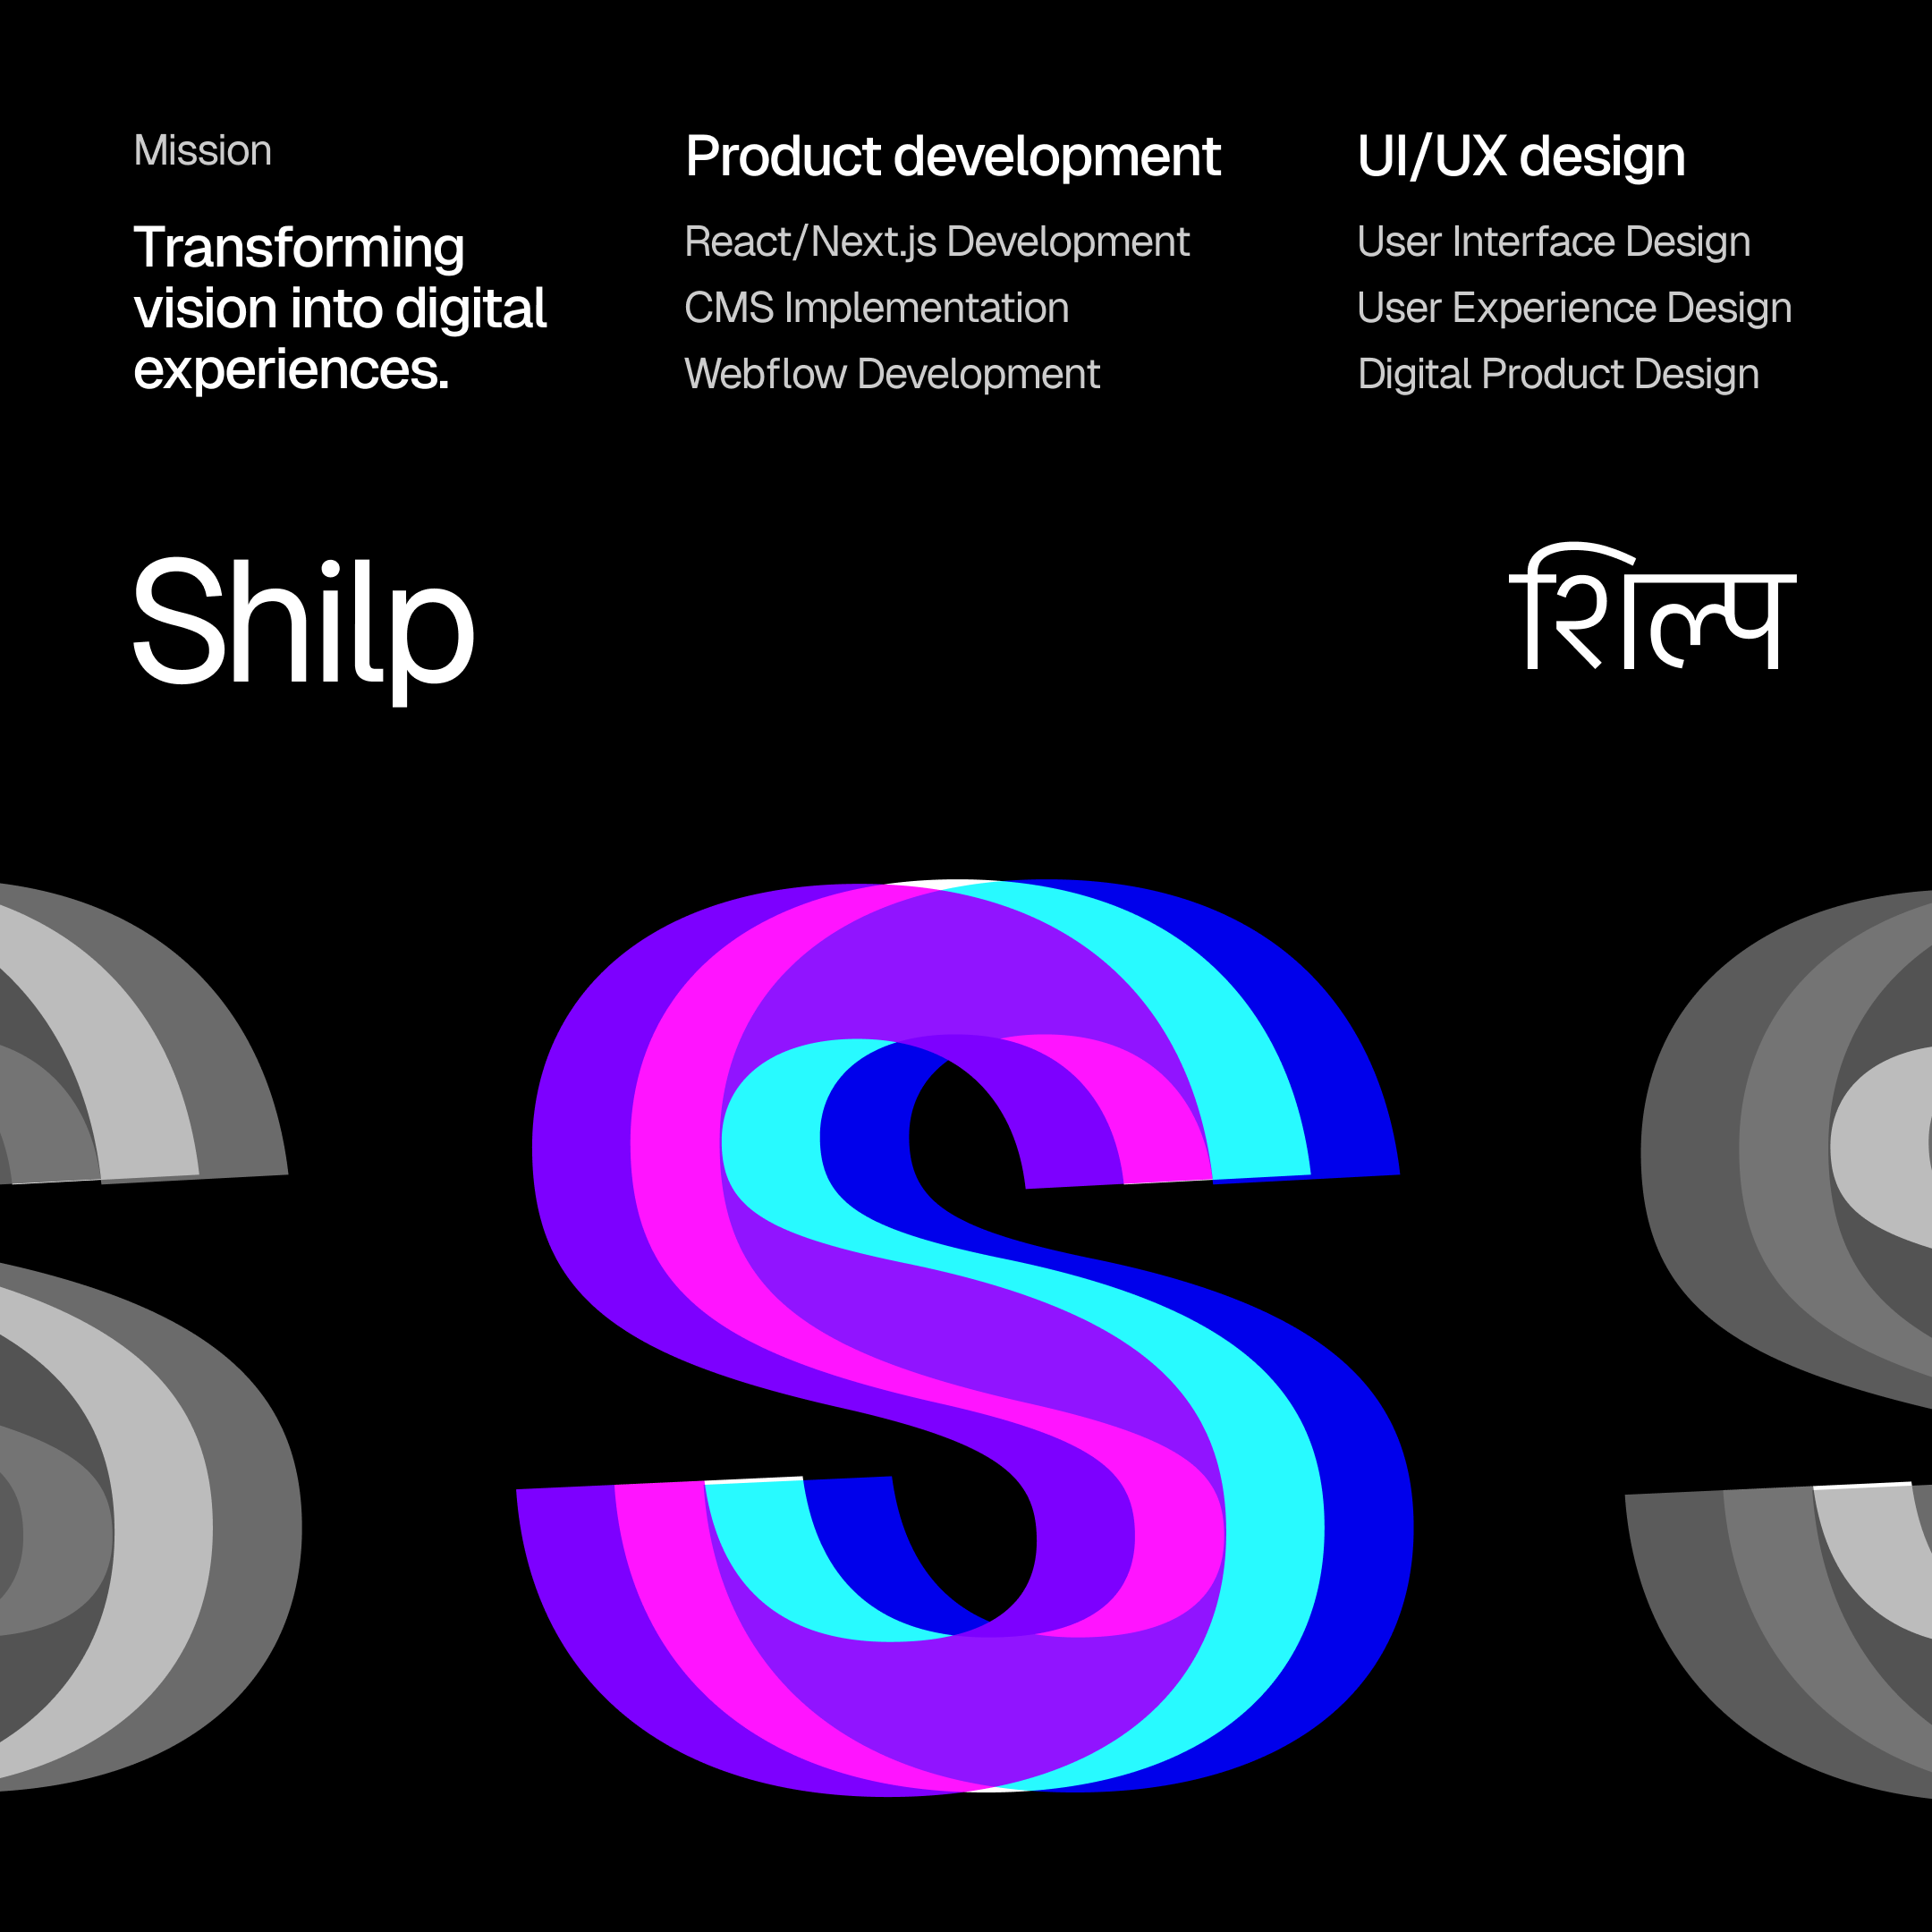 Mission
Transforming
vision into digital
experiences.
Product development
React/Next.js Development
CMS Implementation
Webflow Development
UI/UX design
User Interface Design
User Experience Design
Digital Product Design
Shilp
शिल्प
S S S